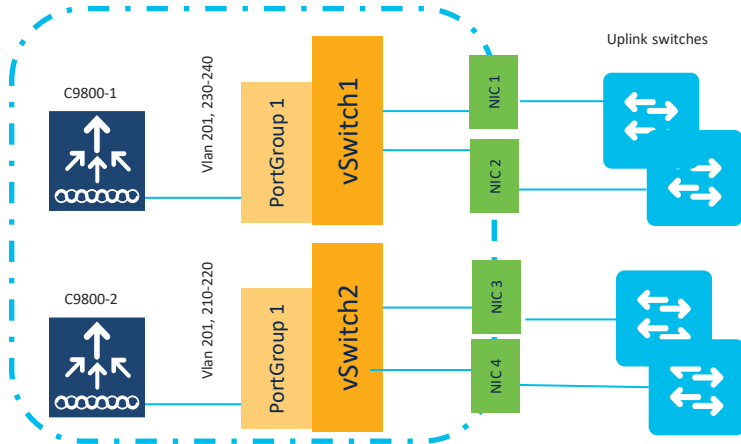 Uplink switches
C9800-1
Vlan 201, 230-240
PortGroup 1
vSwitch1
NIC 1
NIC 2
C9800-2
Vlan 201, 210-220
PortGroup 1
vSwitch2
NIC 3
NIC 4